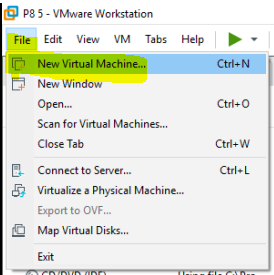 P8 5 - VMware Workstation
File Edit View VM Tabs Help
New Virtual Machine... Ctrl+N
New Window
Open... Ctrl+O
Scan for Virtual Machines...
Close Tab Ctrl+W
Connect to Server... Ctrl+L
Virtualize a Physical Machine...
Export to OVF...
Map Virtual Disks...
Exit